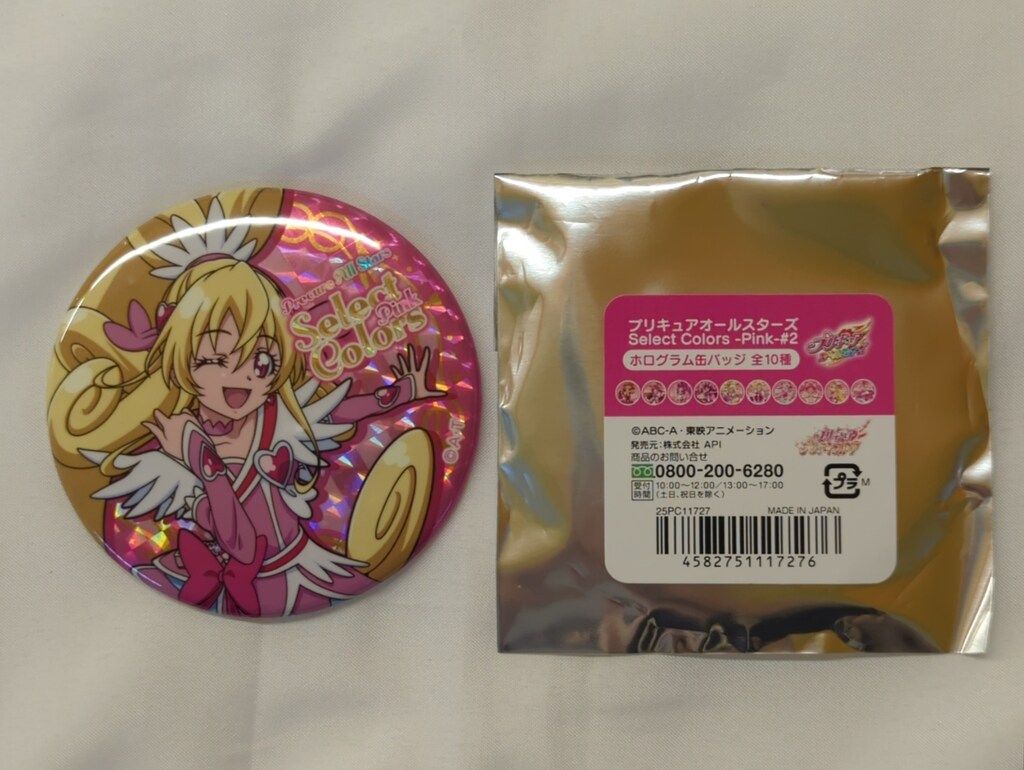 Precure All Stars
Select
Pink
Colors
プリキュアオールスターズ
Select Colors -Pink-#2
ホログラム缶バッジ 全10種
©ABC-A・東映アニメーション
発売元:株式会社 API
商品のお問い合せ
0800-200-6280
受付時間 10:00〜12:00/13:00〜17:00
(土日、祝日を除く)
プラ M
25PC11727 MADE IN JAPAN
4582751117276